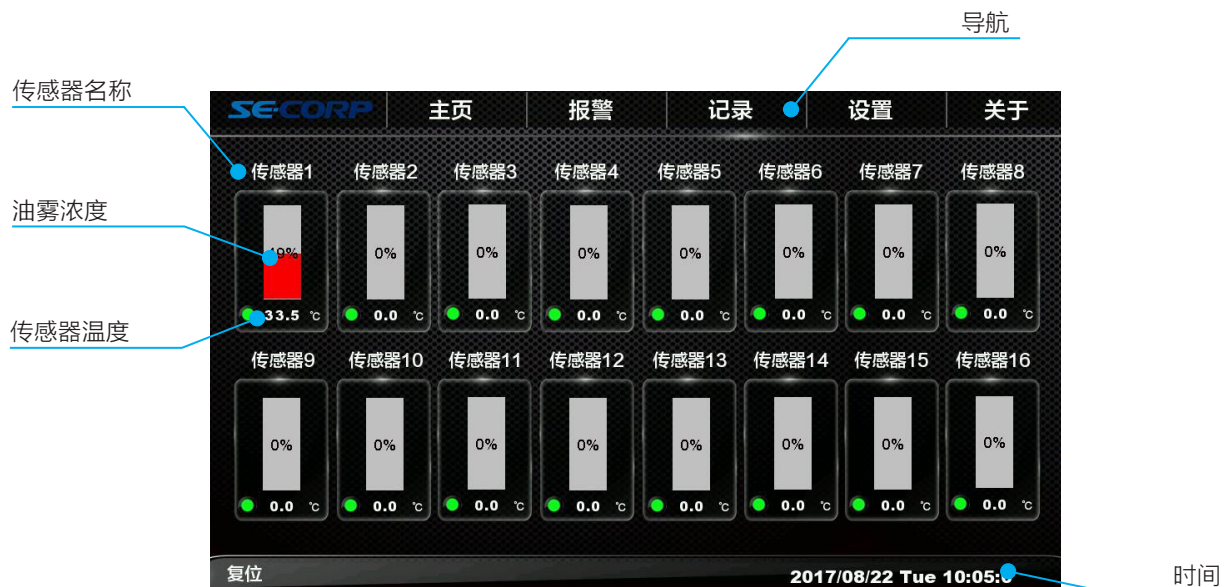 导航
传感器名称
SE-CORP 主页 报警 记录 设置 关于
传感器1 传感器2 传感器3 传感器4 传感器5 传感器6 传感器7 传感器8
油雾浓度
49% 0% 0% 0% 0% 0% 0% 0%
33.5 ℃ 0.0 ℃ 0.0 ℃ 0.0 ℃ 0.0 ℃ 0.0 ℃ 0.0 ℃ 0.0 ℃
传感器温度
传感器9 传感器10 传感器11 传感器12 传感器13 传感器14 传感器15 传感器16
0% 0% 0% 0% 0% 0% 0% 0%
0.0 ℃ 0.0 ℃ 0.0 ℃ 0.0 ℃ 0.0 ℃ 0.0 ℃ 0.0 ℃ 0.0 ℃
复位 2017/08/22 Tue 10:05:
时间